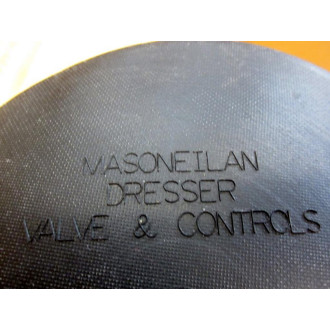 MASONEILAN
DRESSER
VALVE & CONTROLS